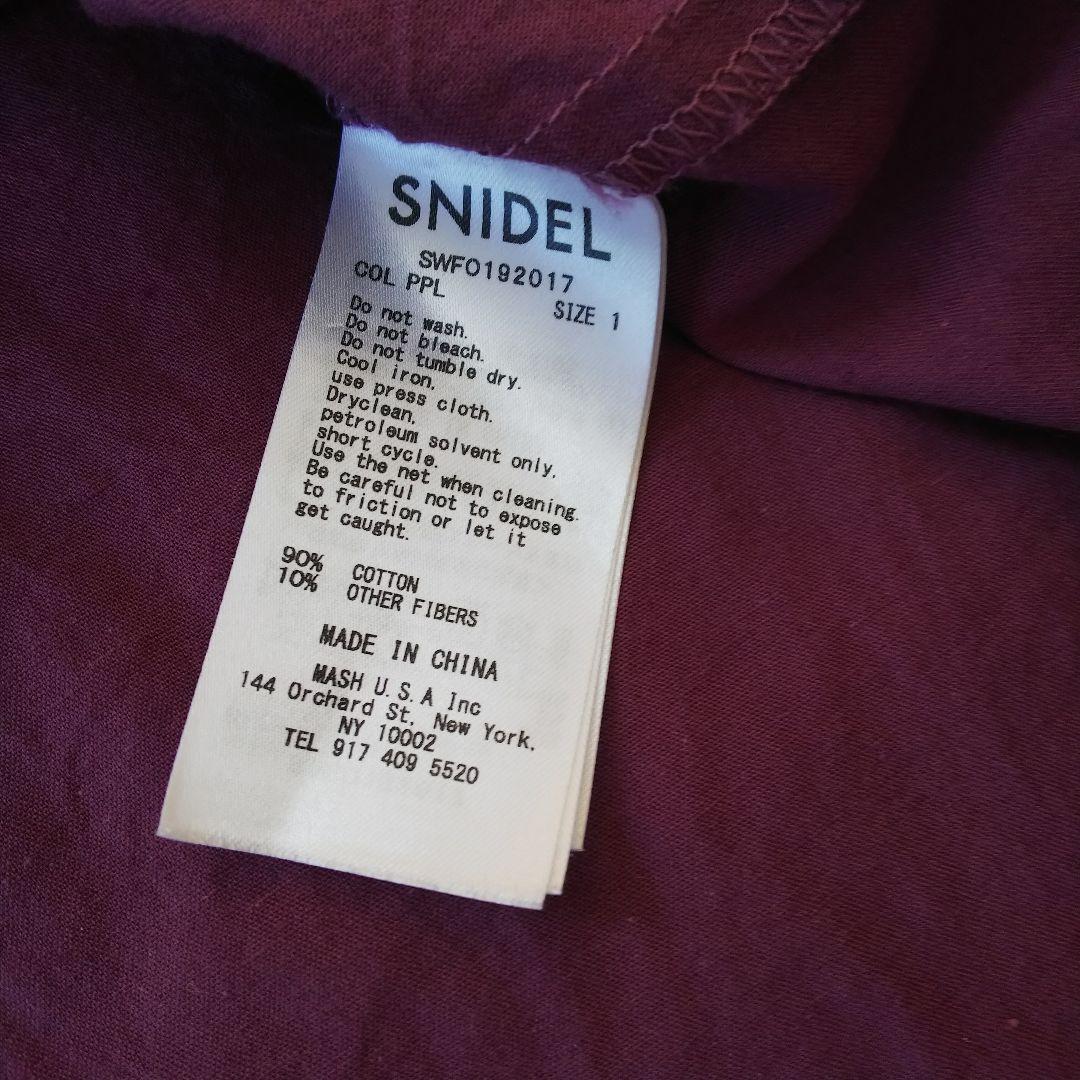 SNIDEL
SWFO192017
COL PPL SIZE 1
Do not wash.
Do not bleach.
Do not tumble dry.
Cool iron.
use press cloth.
Dryclean,
petroleum solvent only,
short cycle.
Use the net when cleaning.
Be careful not to expose
to friction or let it
get caught.
90% COTTON
10% OTHER FIBERS
MADE IN CHINA
MASH U.S.A Inc
144 Orchard St, New York.
NY 10002
TEL 917 409 5520